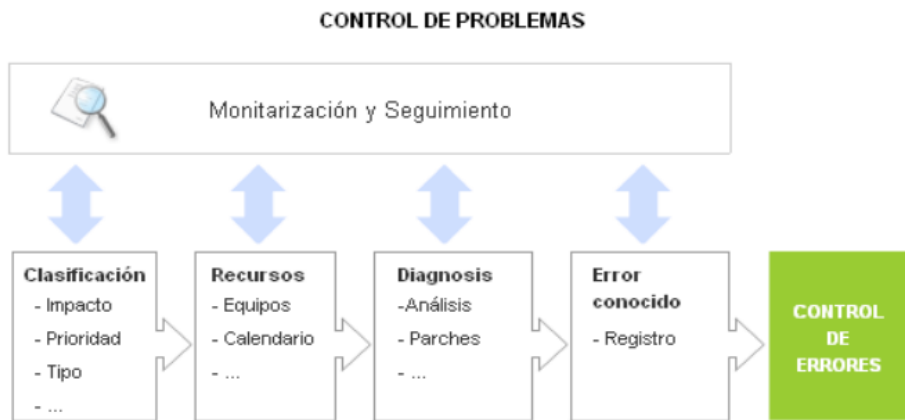 CONTROL DE PROBLEMAS
Monitarización y Seguimiento
Clasificación
- Impacto
- Prioridad
- Tipo
- ...
Recursos
- Equipos
- Calendario
- ...
Diagnosis
-Análisis
- Parches
- ...
Error
conocido
- Registro
CONTROL
DE
ERRORES